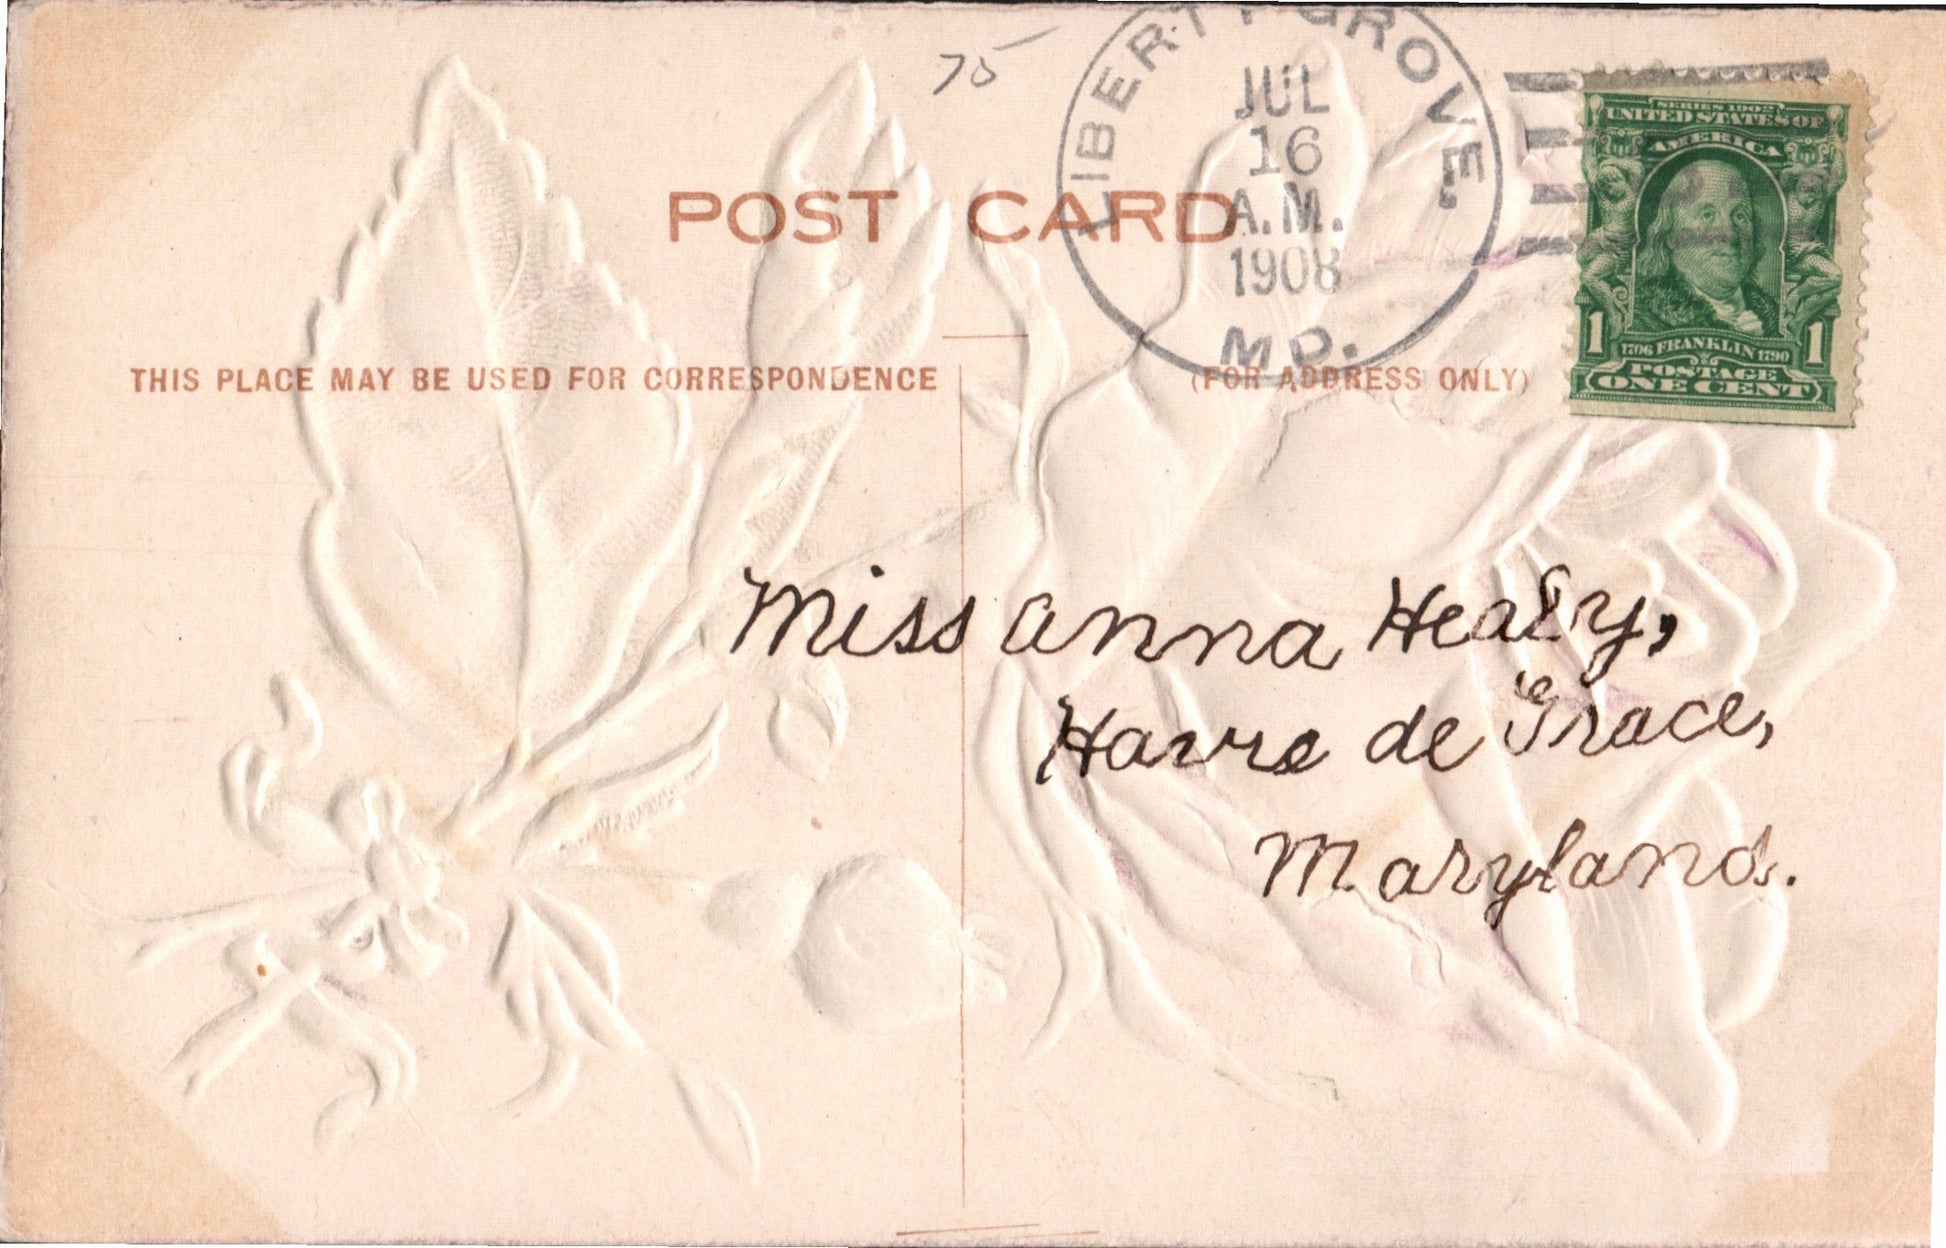 75
LIBERTY GROVE.
JUL
16
A.M.
1908
MD.
SERIES 1902
UNITED STATES OF
AMERICA
1706 FRANKLIN 1790
1 1
POSTAGE
ONE CENT
POST CARD
THIS PLACE MAY BE USED FOR CORRESPONDENCE
(FOR ADDRESS ONLY)
Miss Anna Healy,
Havre de Grace,
Maryland.